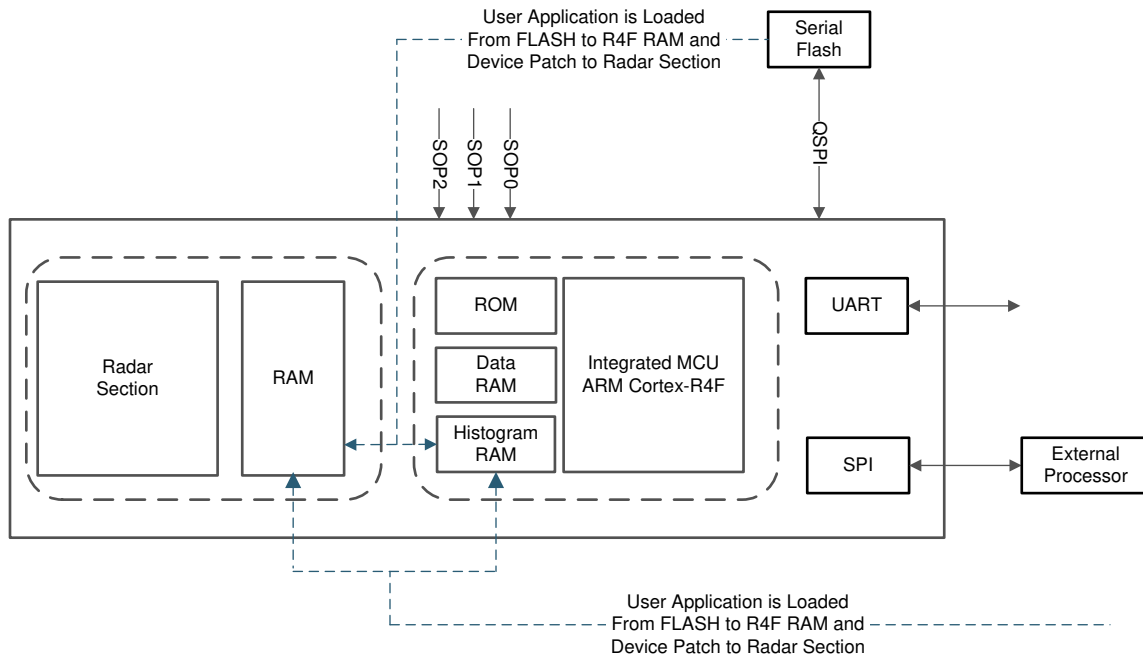 User Application is Loaded
From FLASH to R4F RAM and
Device Patch to Radar Section
Serial
Flash
SOP2
SOP1
SOP0
QSPI
Radar
Section
RAM
ROM
Data
RAM
Histogram
RAM
Integrated MCU
ARM Cortex-R4F
UART
SPI
External
Processor
User Application is Loaded
From FLASH to R4F RAM and
Device Patch to Radar Section